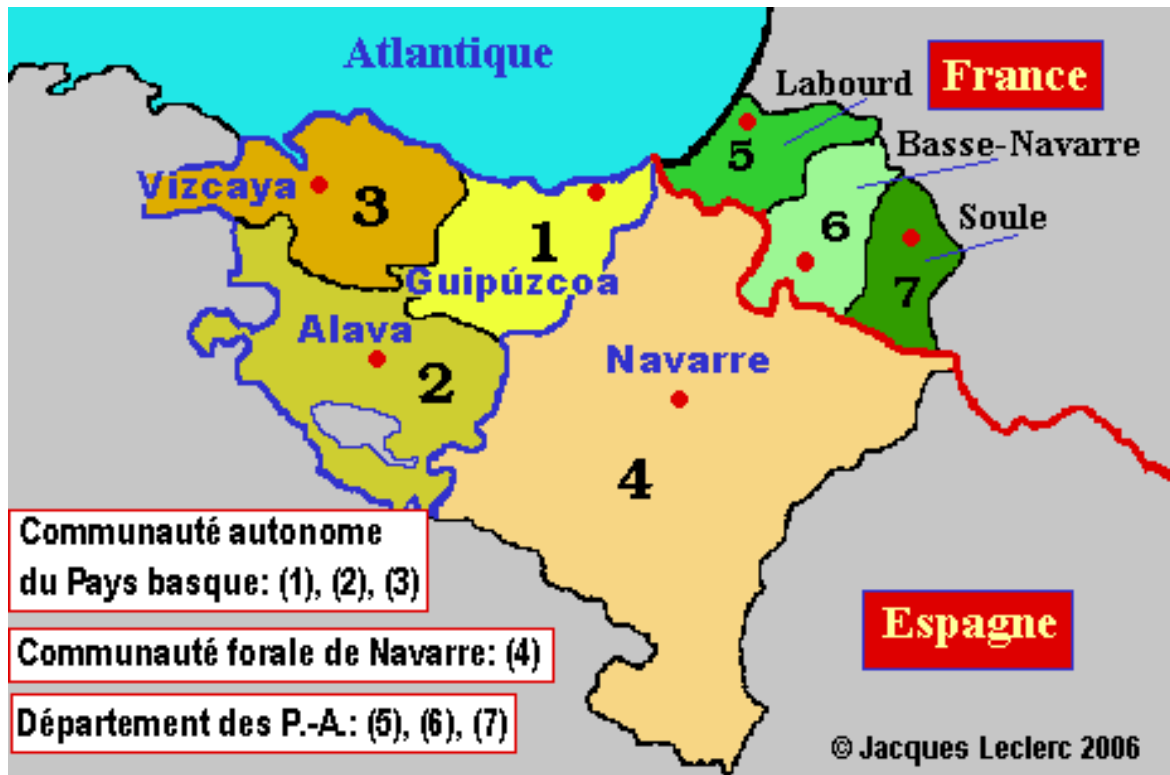 Atlantique
France
Labourd
Basse-Navarre
Soule
5
6
7
Vizcaya
3
1
Guipúzcoa
Alava
2
Navarre
4
Communauté autonome
du Pays basque: (1), (2), (3)
Communauté forale de Navarre: (4)
Département des P.-A.: (5), (6), (7)
Espagne
© Jacques Leclerc 2006